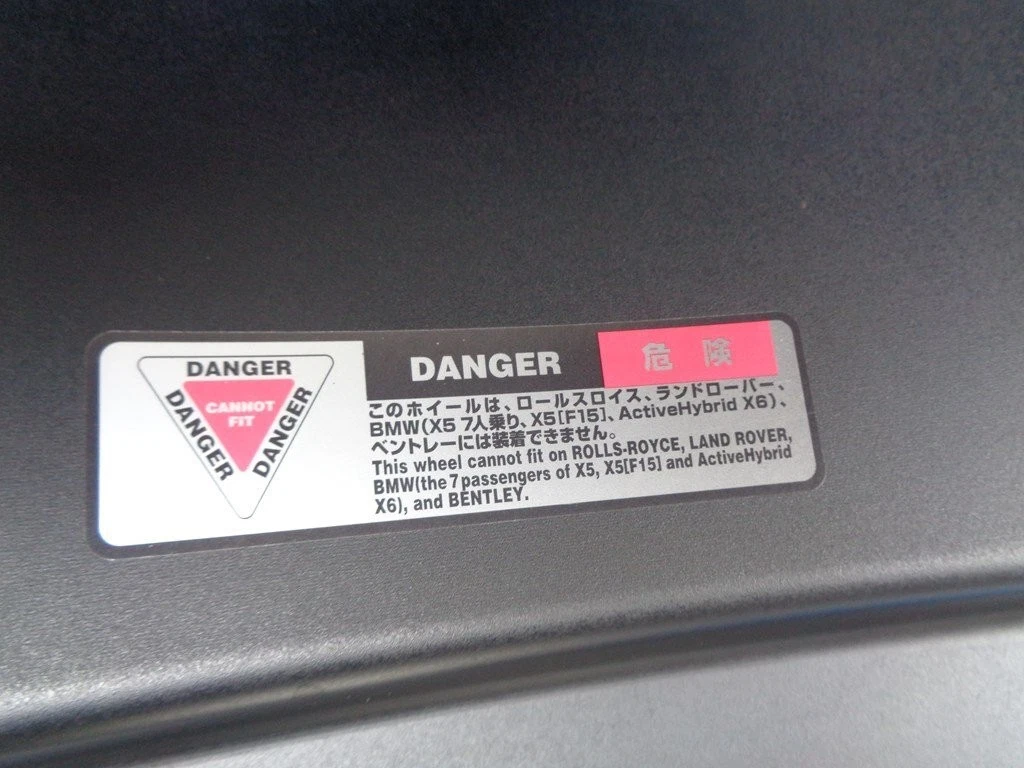 DANGER
DANGER
DANGER
CANNOT
FIT
DANGER 危険
このホイールは、ロールスロイス、ランドローバー、
BMW(X5 7人乗り、X5[F15]、ActiveHybrid X6)、
ベントレーには装着できません。
This wheel cannot fit on ROLLS-ROYCE, LAND ROVER,
BMW(the 7 passengers of X5, X5[F15] and ActiveHybrid
X6), and BENTLEY.